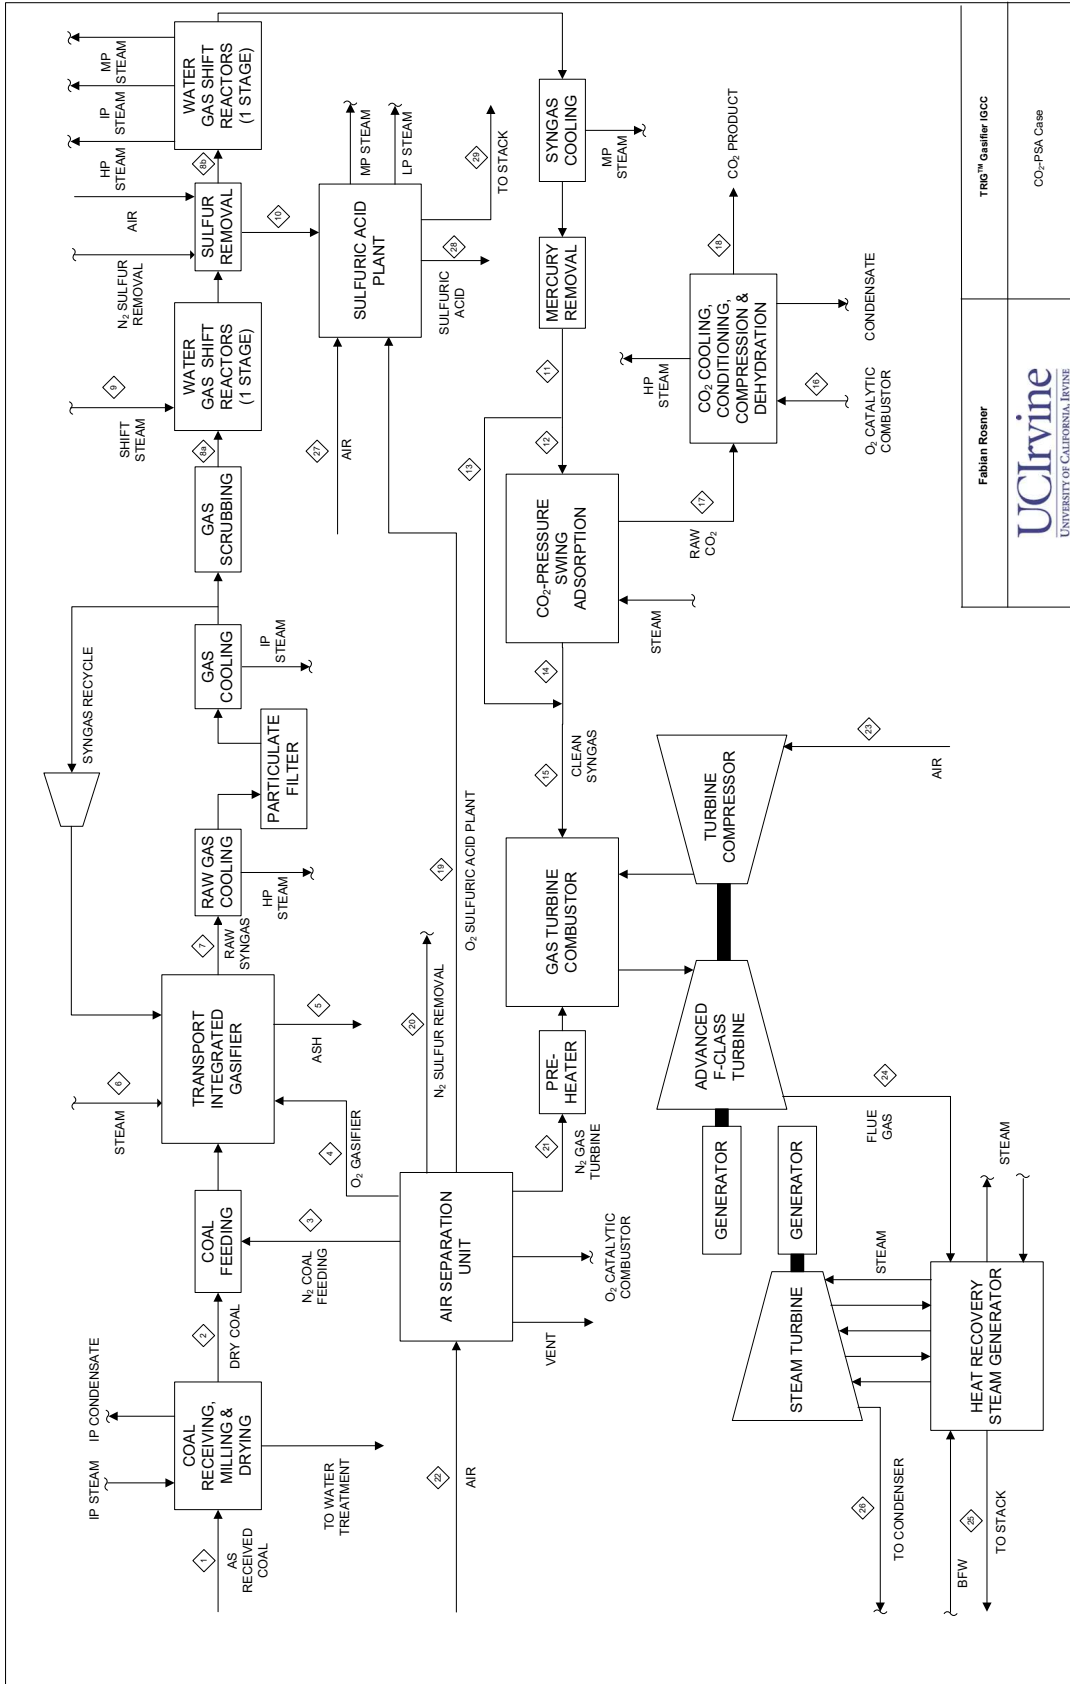 1
AS
RECEIVED
COAL
IP STEAM
IP CONDENSATE
COAL
RECEIVING,
MILLING &
DRYING
TO WATER
TREATMENT
2
DRY COAL
COAL
FEEDING
3
N2 COAL
FEEDING
4
O2 GASIFIER
6
STEAM
TRANSPORT
INTEGRATED
GASIFIER
5
ASH
7
RAW
SYNGAS
RAW GAS
COOLING
HP
STEAM
PARTICULATE
FILTER
GAS
COOLING
IP
STEAM
SYNGAS RECYCLE
GAS
SCRUBBING
8a
9
SHIFT
STEAM
WATER
GAS SHIFT
REACTORS
(1 STAGE)
N2 SULFUR
REMOVAL
AIR
SULFUR
REMOVAL
8b
10
HP
STEAM
IP
STEAM
MP
STEAM
WATER
GAS SHIFT
REACTORS
(1 STAGE)
27
AIR
SULFURIC ACID
PLANT
MP STEAM
LP STEAM
28
SULFURIC
ACID
29
TO STACK
22
AIR
AIR SEPARATION
UNIT
VENT
O2 CATALYTIC
COMBUSTOR
20
N2 SULFUR REMOVAL
19
O2 SULFURIC ACID PLANT
21
N2 GAS
TURBINE
PRE-
HEATER
GAS TURBINE
COMBUSTOR
15
CLEAN
SYNGAS
14
13
12
11
CO2-PRESSURE
SWING
ADSORPTION
STEAM
RAW
CO2
17
MERCURY
REMOVAL
SYNGAS
COOLING
MP
STEAM
HP
STEAM
CO2 COOLING,
CONDITIONING,
COMPRESSION &
DEHYDRATION
16
O2 CATALYTIC
COMBUSTOR
CONDENSATE
18
CO2 PRODUCT
GENERATOR
ADVANCED
F-CLASS
TURBINE
TURBINE
COMPRESSOR
23
AIR
24
FLUE
GAS
GENERATOR
STEAM TURBINE
STEAM
26
TO CONDENSER
HEAT RECOVERY
STEAM GENERATOR
STEAM
BFW
25
TO STACK
Fabian Rosner
TRIG™ Gasifier IGCC
UCIrvine
UNIVERSITY OF CALIFORNIA, IRVINE
CO2-PSA Case